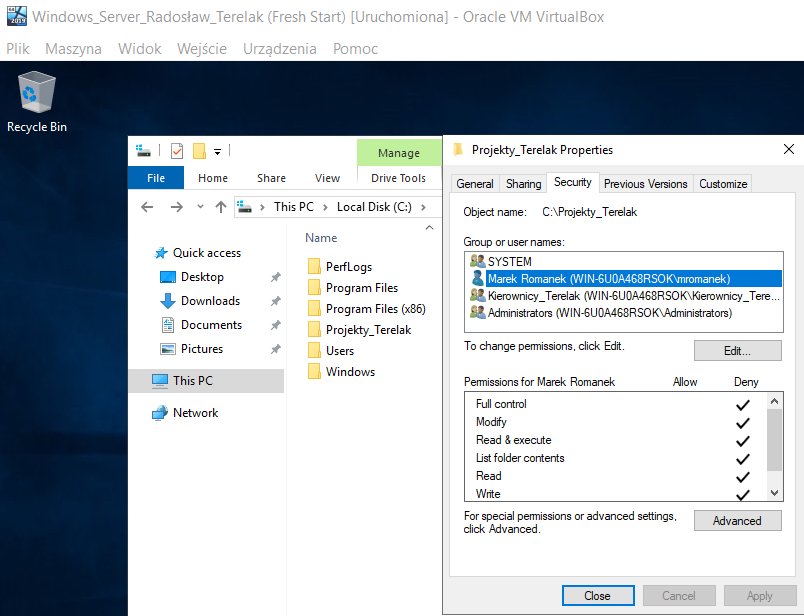 Windows_Server_Radosław_Terelak (Fresh Start) [Uruchomiona] - Oracle VM VirtualBox
Plik Maszyna Widok Wejście Urządzenia Pomoc
Recycle Bin
Manage
File Home Share View Drive Tools
This PC > Local Disk (C:) >
Quick access
Desktop
Downloads
Documents
Pictures
This PC
Network
Name
PerfLogs
Program Files
Program Files (x86)
Projekty_Terelak
Users
Windows
Projekty_Terelak Properties
General Sharing Security Previous Versions Customize
Object name: C:\Projekty_Terelak
Group or user names:
SYSTEM
Marek Romanek (WIN-6U0A468RSOK\mromanek)
Kierownicy_Terelak (WIN-6U0A468RSOK\Kierownicy_Tere...
Administrators (WIN-6U0A468RSOK\Administrators)
To change permissions, click Edit.
Edit...
Permissions for Marek Romanek Allow Deny
Full control
Modify
Read & execute
List folder contents
Read
Write
For special permissions or advanced settings,
click Advanced.
Advanced
Close Cancel Apply